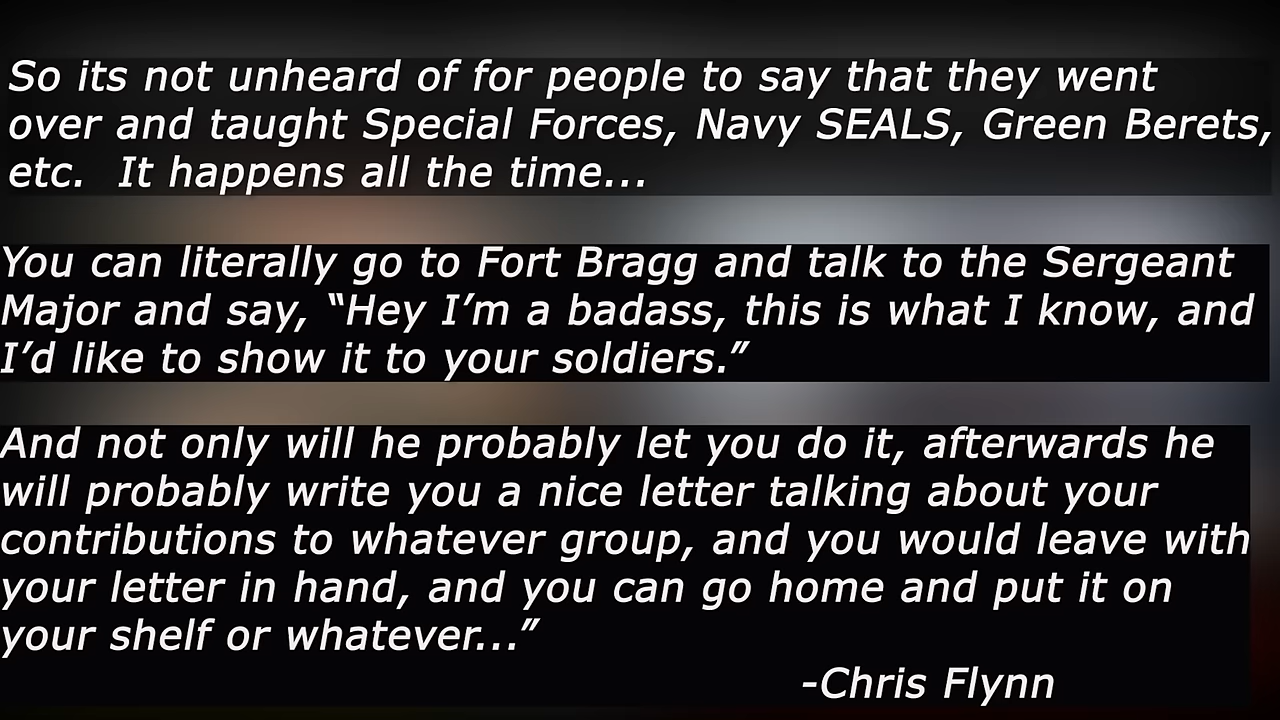 So its not unheard of for people to say that they went
over and taught Special Forces, Navy SEALS, Green Berets,
etc.  It happens all the time...
You can literally go to Fort Bragg and talk to the Sergeant
Major and say, “Hey I’m a badass, this is what I know, and
I’d like to show it to your soldiers.”
And not only will he probably let you do it, afterwards he
will probably write you a nice letter talking about your
contributions to whatever group, and you would leave with
your letter in hand, and you can go home and put it on
your shelf or whatever...”
-Chris Flynn